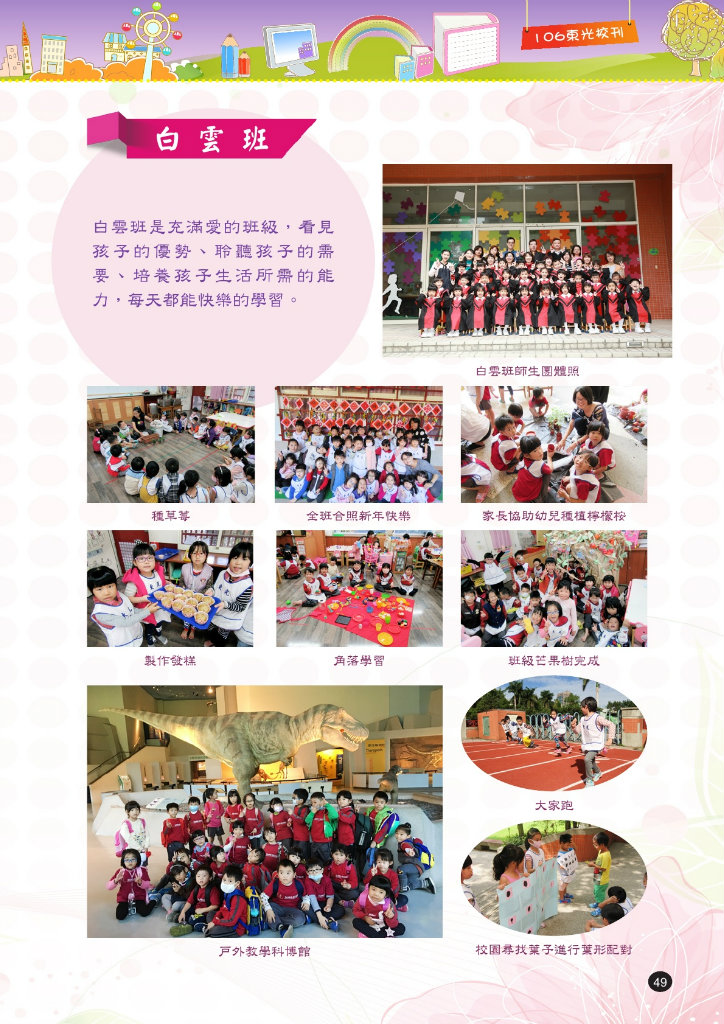 106東光校刊
白雲班
白雲班是充滿愛的班級，看見
孩子的優勢、聆聽孩子的需
要、培養孩子生活所需的能
力，每天都能快樂的學習。
白雲班師生團體照
種草莓
全班合照新年快樂
家長協助幼兒種植檸檬桉
製作發糕
角落學習
班級芒果樹完成
大家跑
戶外教學科博館
校園尋找葉子進行葉形配對
49